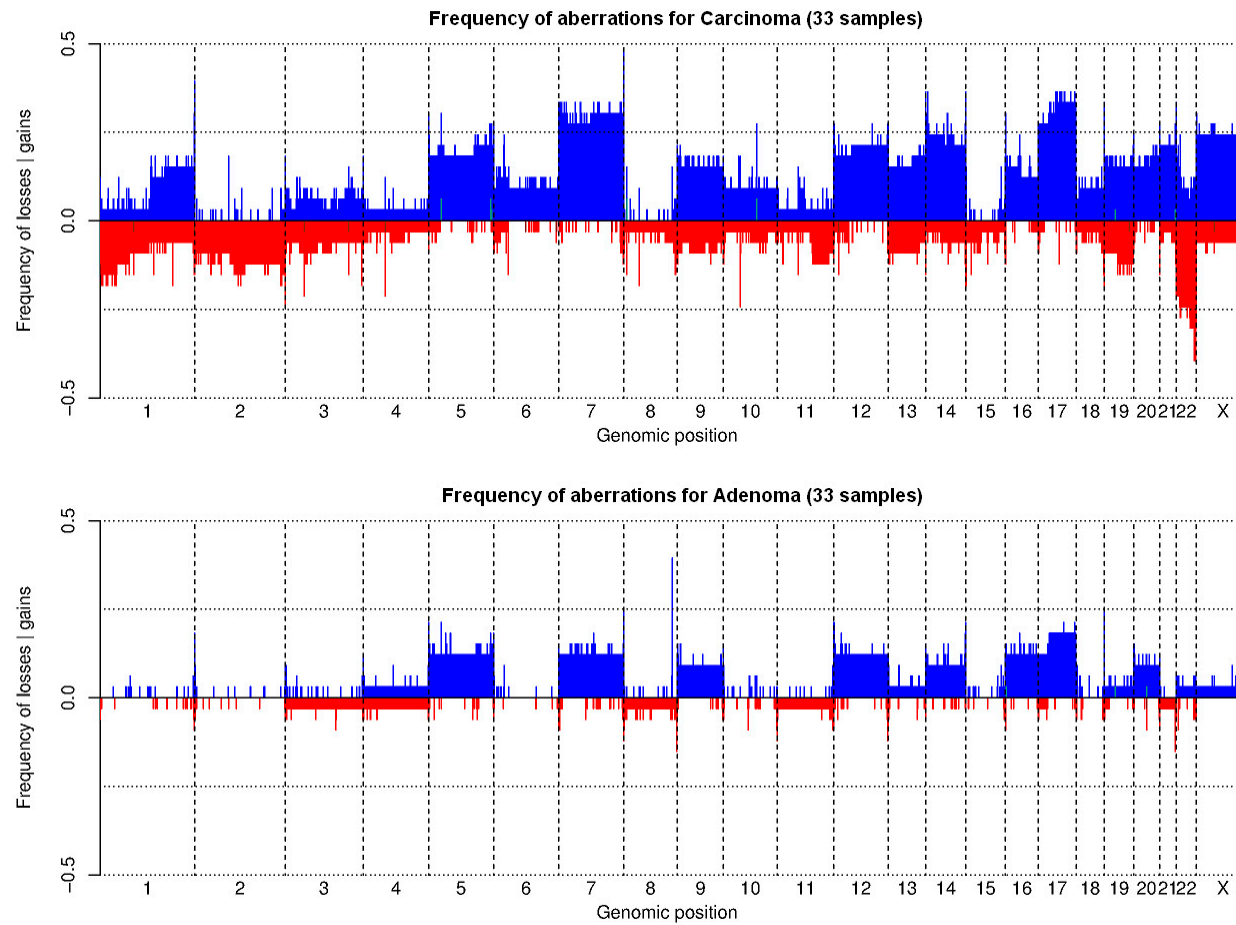 Frequency of aberrations for Carcinoma (33 samples)
Frequency of losses | gains
0.5
0.0
−0.5
1 2 3 4 5 6 7 8 9 10 11 12 13 14 15 16 17 18 19 20 21 22 X
Genomic position
Frequency of aberrations for Adenoma (33 samples)
Frequency of losses | gains
0.5
0.0
−0.5
1 2 3 4 5 6 7 8 9 10 11 12 13 14 15 16 17 18 19 20 21 22 X
Genomic position